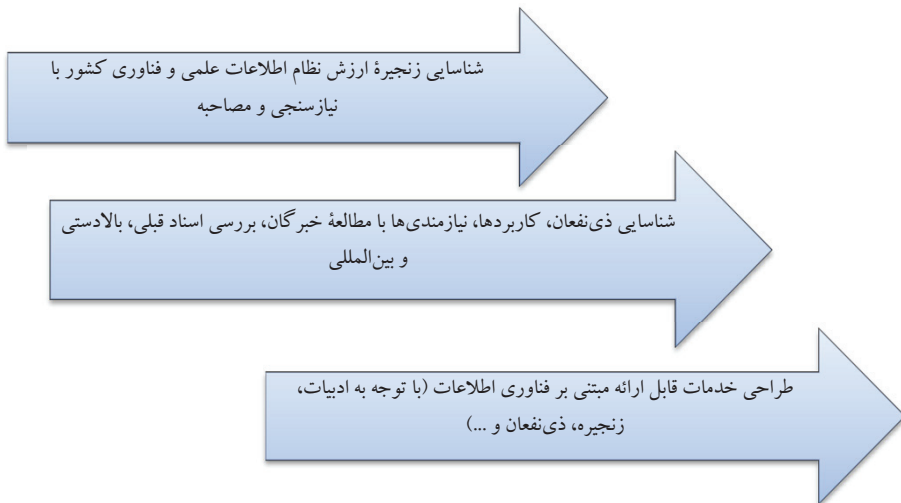 شناسایی زنجیرۀ ارزش نظام اطلاعات علمی و فناوری کشور با
نیازسنجی و مصاحبه
شناسایی ذی‌نفعان، کاربردها، نیازمندی‌ها با مطالعۀ خبرگان، بررسی اسناد قبلی، بالادستی
و بین‌المللی
طراحی خدمات قابل ارائه مبتنی بر فناوری اطلاعات (با توجه به ادبیات،
زنجیره، ذی‌نفعان و ...)